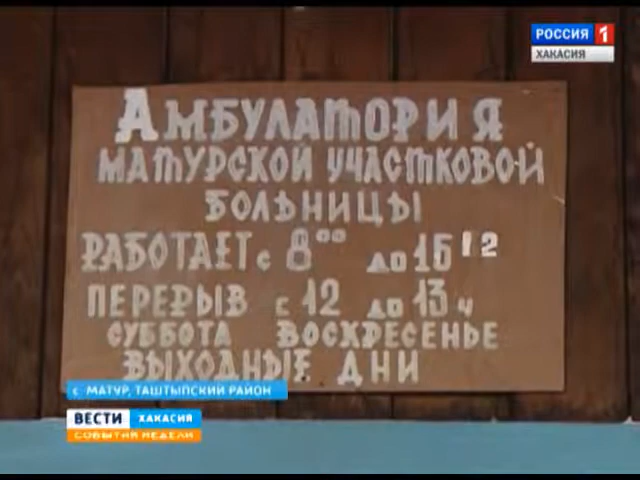 РОССИЯ 1
ХАКАСИЯ
АМБУЛАТОРИЯ
МАТУРСКОЙ УЧАСТКОВОЙ
БОЛЬНИЦЫ
РАБОТАЕТ с 8⁰⁰ до 16¹²
ПЕРЕРЫВ с 12 до 13 ч
СУББОТА ВОСКРЕСЕНЬЕ
ВЫХОДНЫЕ ДНИ
с. МАТУР, ТАШТЫПСКИЙ РАЙОН
ВЕСТИ ХАКАСИЯ
СОБЫТИЯ НЕДЕЛИ